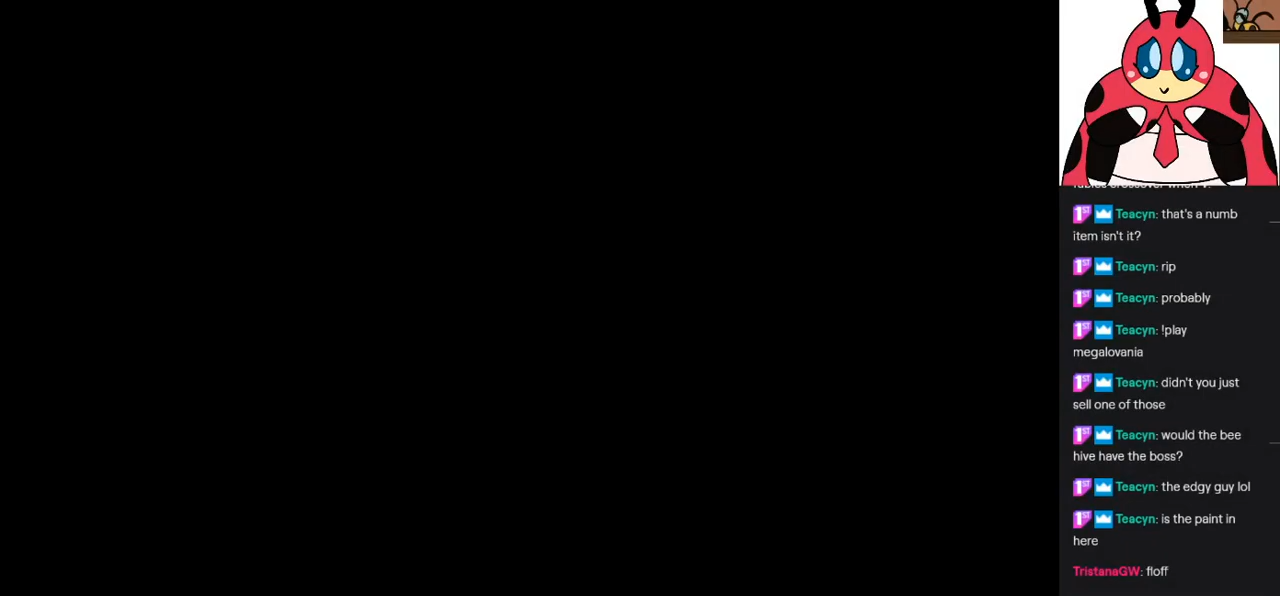 Teacyn: that's a numb
item isn't it?
Teacyn: rip
Teacyn: probably
Teacyn: !play
megalovania
Teacyn: didn't you just
sell one of those
Teacyn: would the bee
hive have the boss?
Teacyn: the edgy guy lol
Teacyn: is the paint in
here
TristanaGW: floff